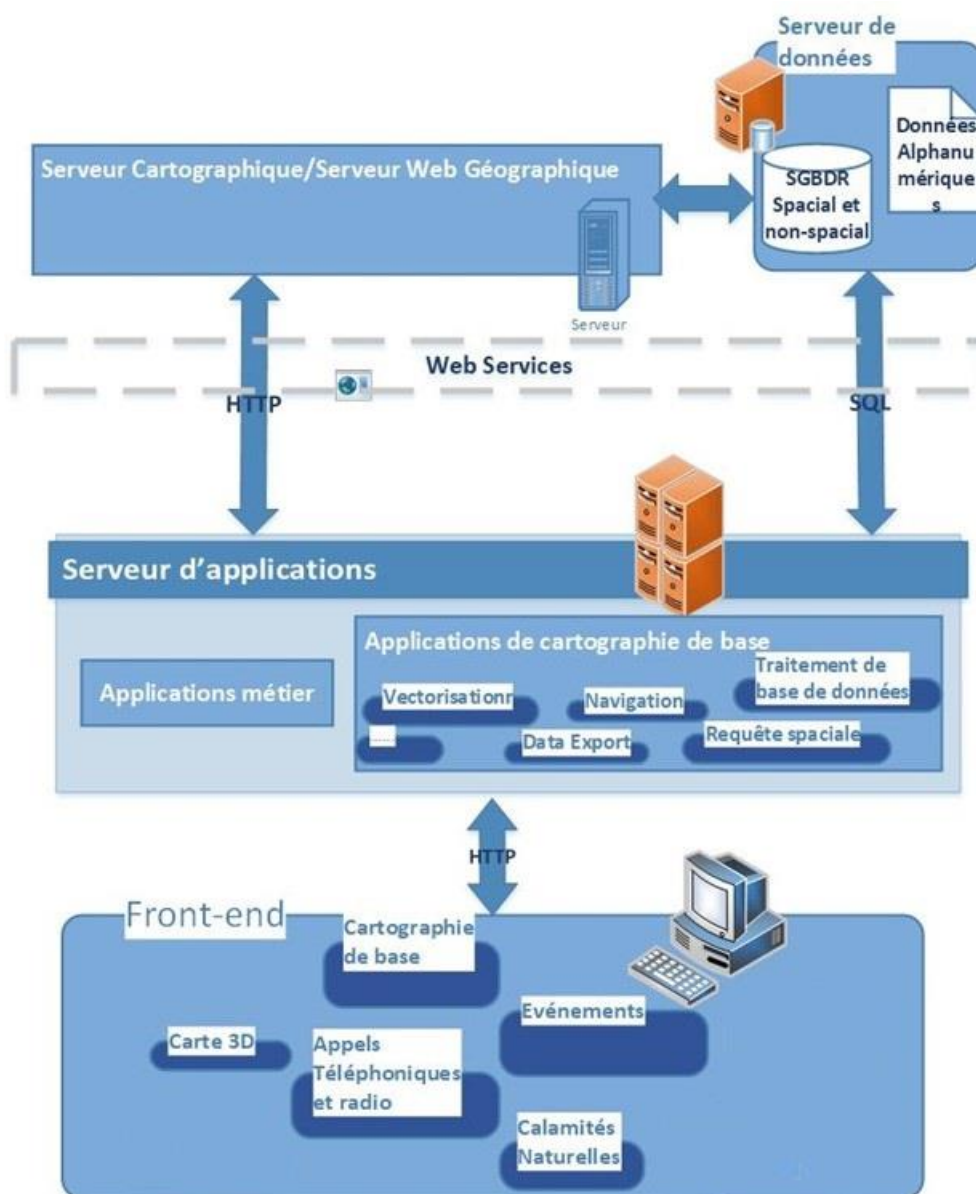 Serveur de
données
Données
Alphanu
mérique
s
Serveur Cartographique/Serveur Web Géographique
SGBDR
Spacial et
non-spacial
Serveur
Web Services
HTTP
SQL
Serveur d'applications
Applications de cartographie de base
Traitement de
base de données
Applications métier
Vectorisationr
Navigation
.....
Data Export
Requête spaciale
HTTP
Front-end
Cartographie
de base
Evénements
Carte 3D
Appels
Téléphoniques
et radio
Calamités
Naturelles